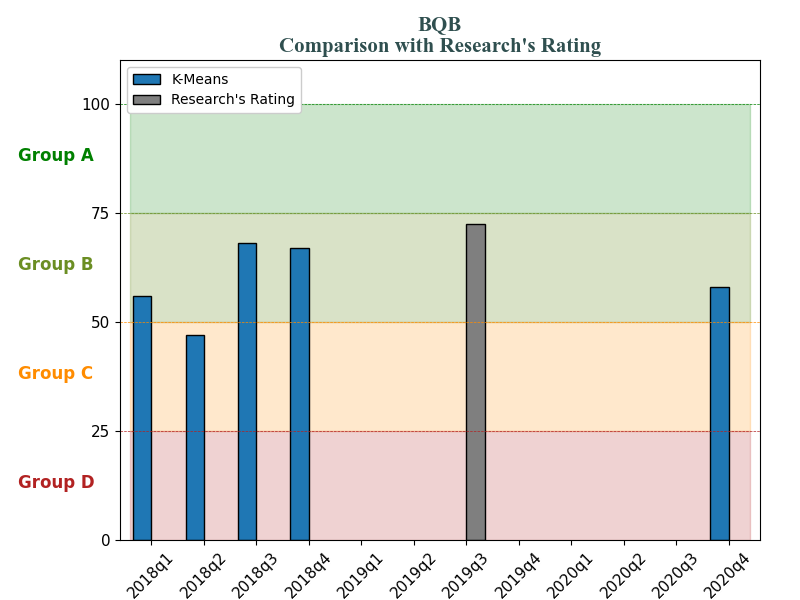 BQB
Comparison with Research's Rating
K-Means
Research's Rating
100
75
50
25
0
Group A
Group B
Group C
Group D
2018q1
2018q2
2018q3
2018q4
2019q1
2019q2
2019q3
2019q4
2020q1
2020q2
2020q3
2020q4